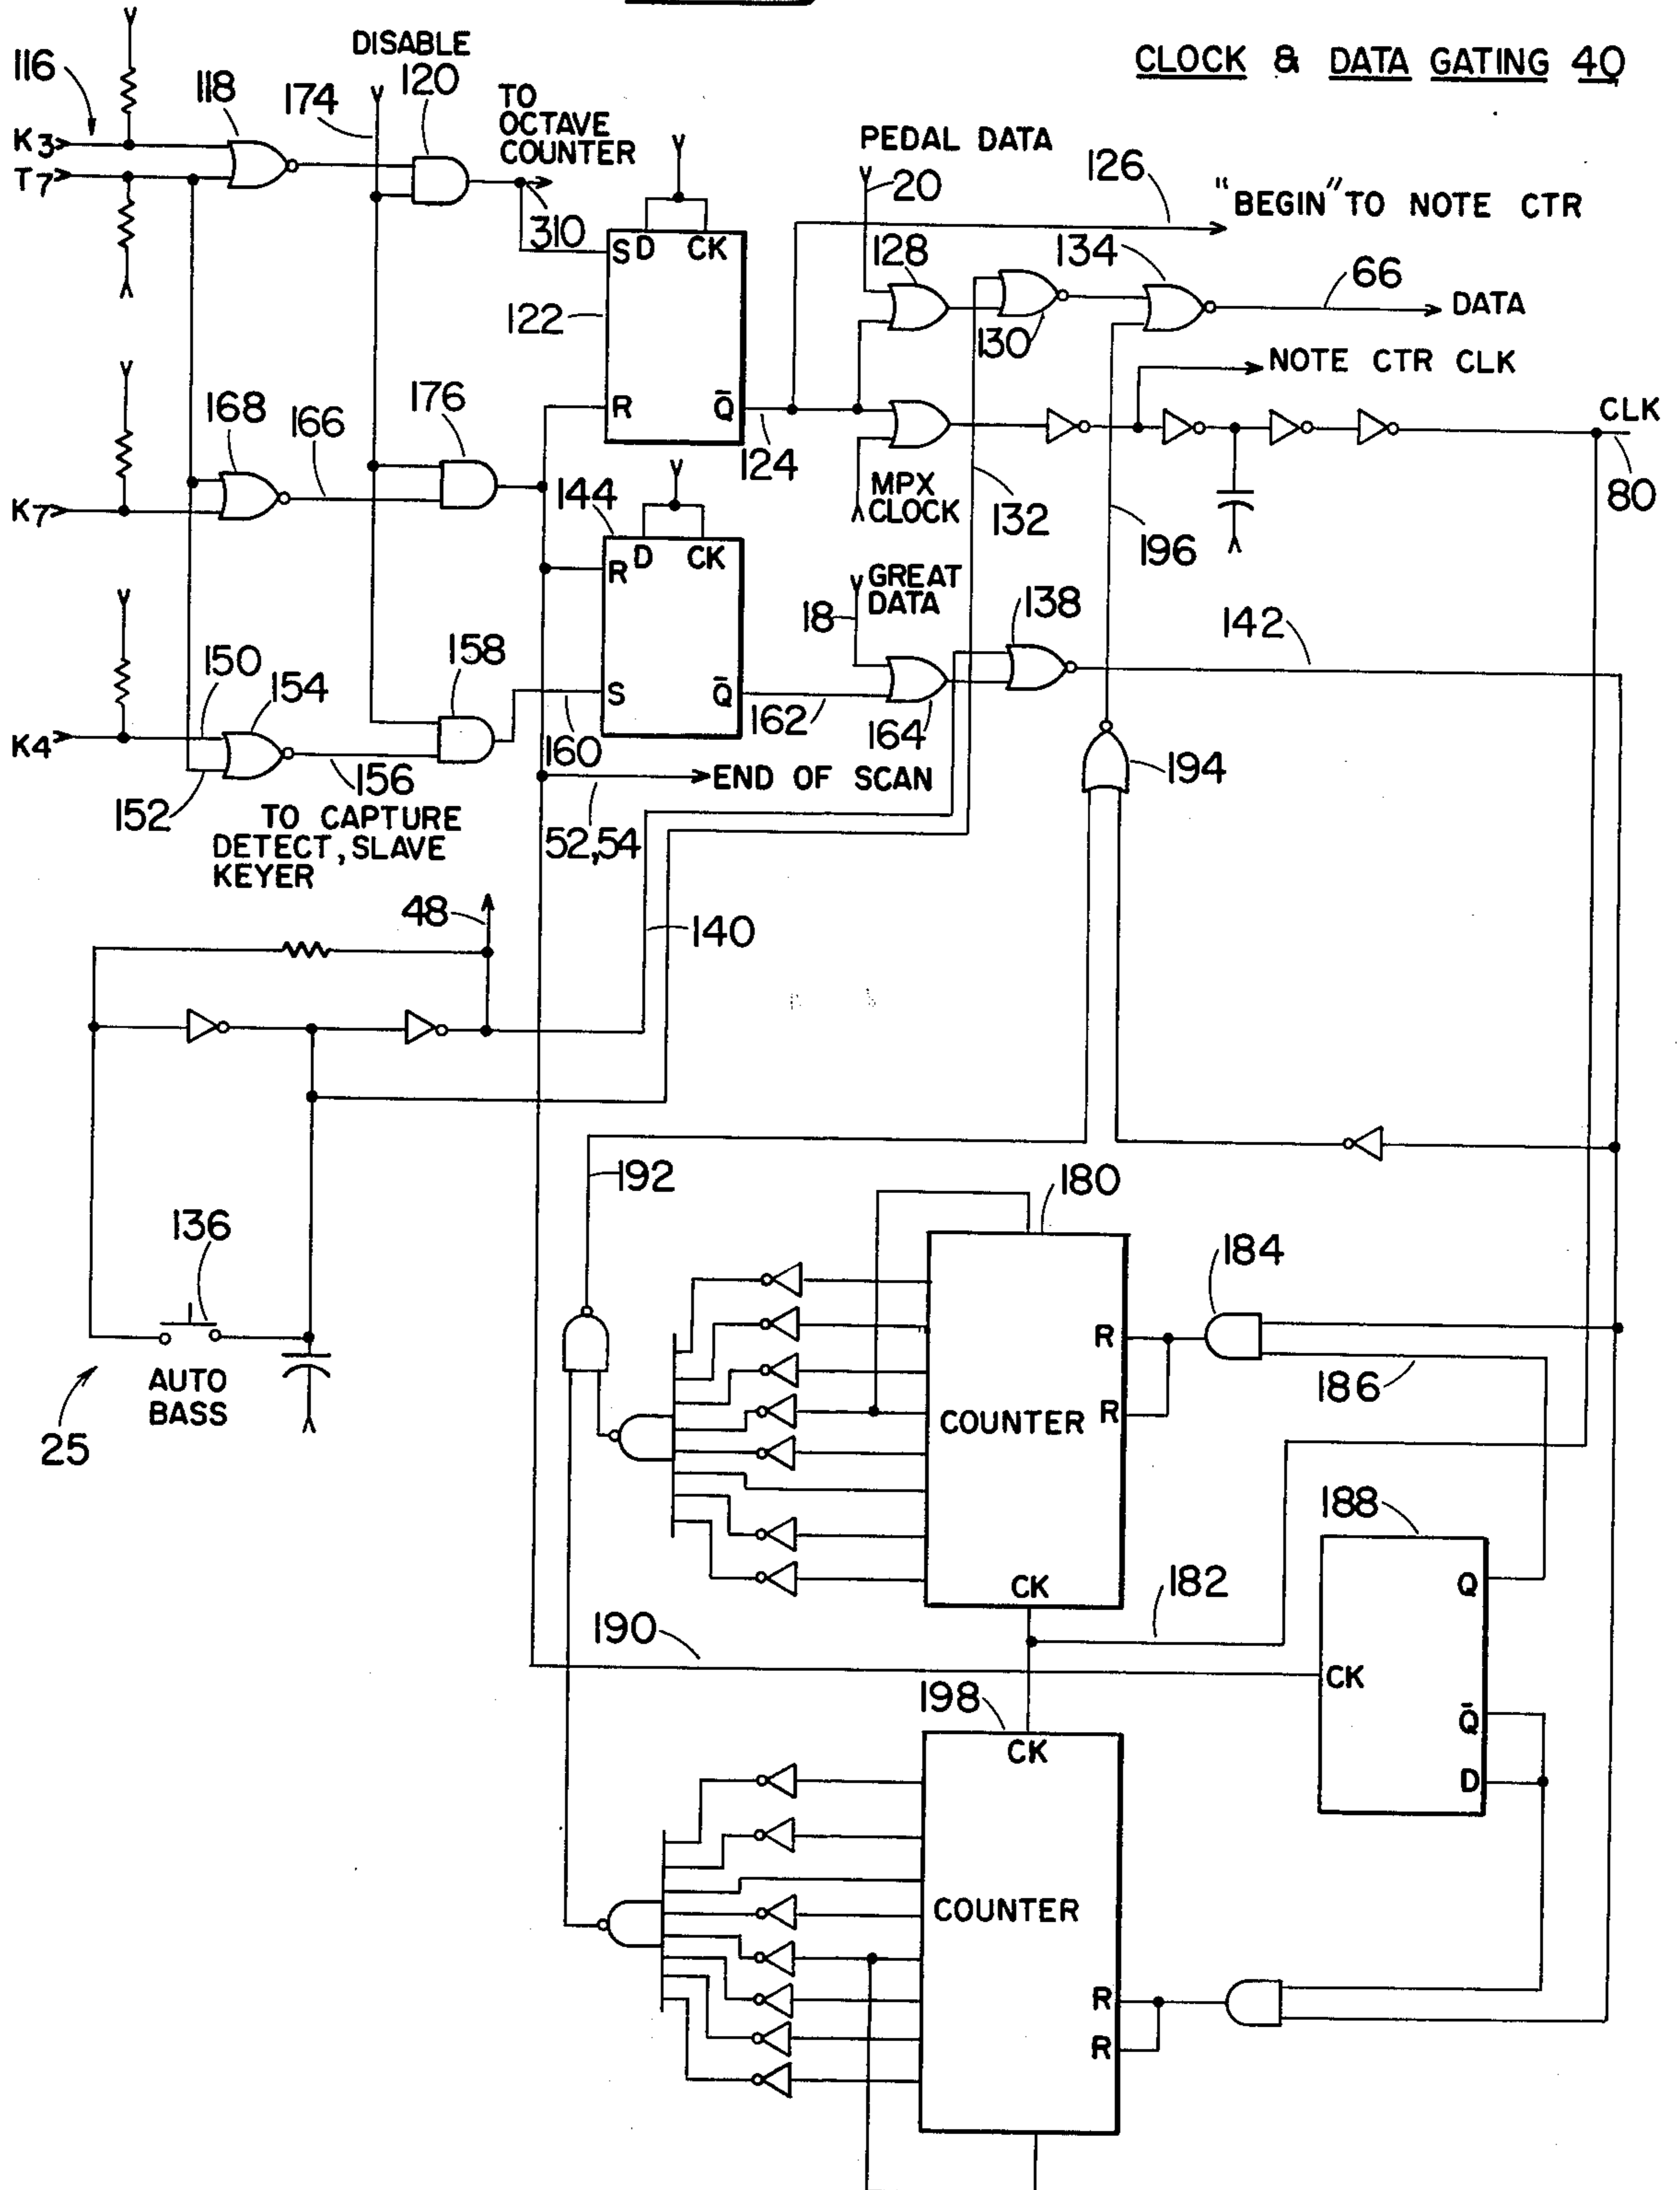 CLOCK & DATA GATING 40
116
118
DISABLE
120
174
TO
OCTAVE
COUNTER
K3
T7
310
S D CK
122
R Q̄
124
PEDAL DATA
20
126
"BEGIN" TO NOTE CTR
128
134
66
DATA
130
NOTE CTR CLK
CLK
80
MPX
CLOCK
132
196
168
166
176
K7
144
D CK
R
S Q̄
GREAT
DATA
18
138
142
150
154
158
K4
160
162
164
156
152
END OF SCAN
52,54
194
TO CAPTURE
DETECT, SLAVE
KEYER
48
140
192
180
136
184
R
R
COUNTER
186
AUTO
BASS
25
188
Q
CK
182
190
CK
Q̄
D
198
CK
COUNTER
R
R